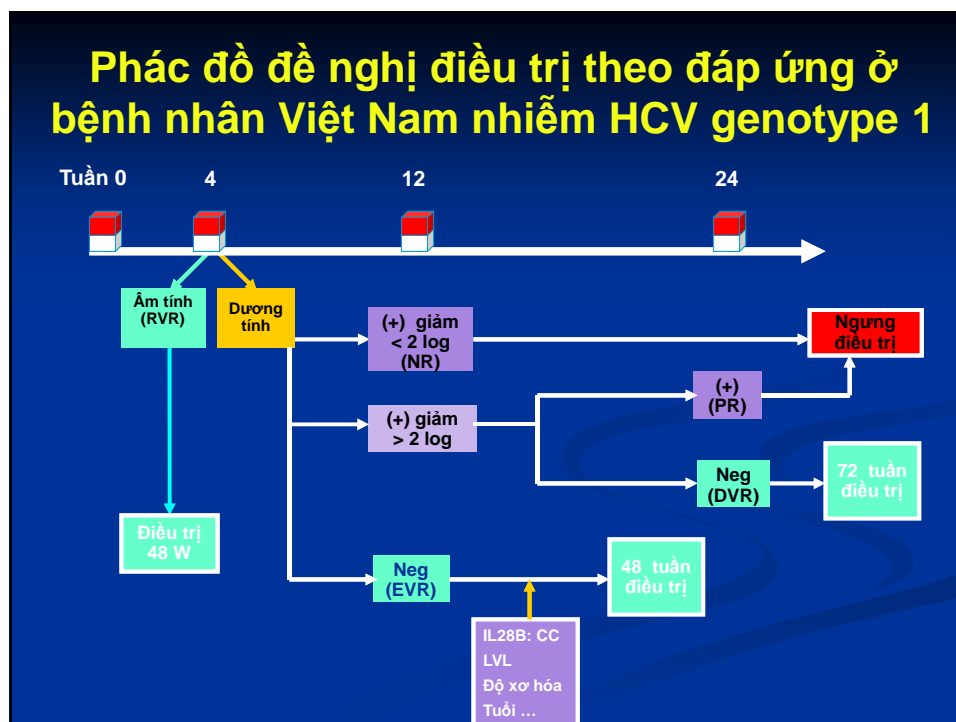 Phác đồ đề nghị điều trị theo đáp ứng ở
bệnh nhân Việt Nam nhiễm HCV genotype 1
Tuần 0
4
12
24
Âm tính
(RVR)
Dương
tính
(+) giảm
< 2 log
(NR)
Ngưng
điều trị
(+)
(PR)
(+) giảm
> 2 log
Neg
(DVR)
72 tuần
điều trị
Điều trị
48 W
Neg
(EVR)
48 tuần
điều trị
IL28B: CC
LVL
Độ xơ hóa
Tuổi ...